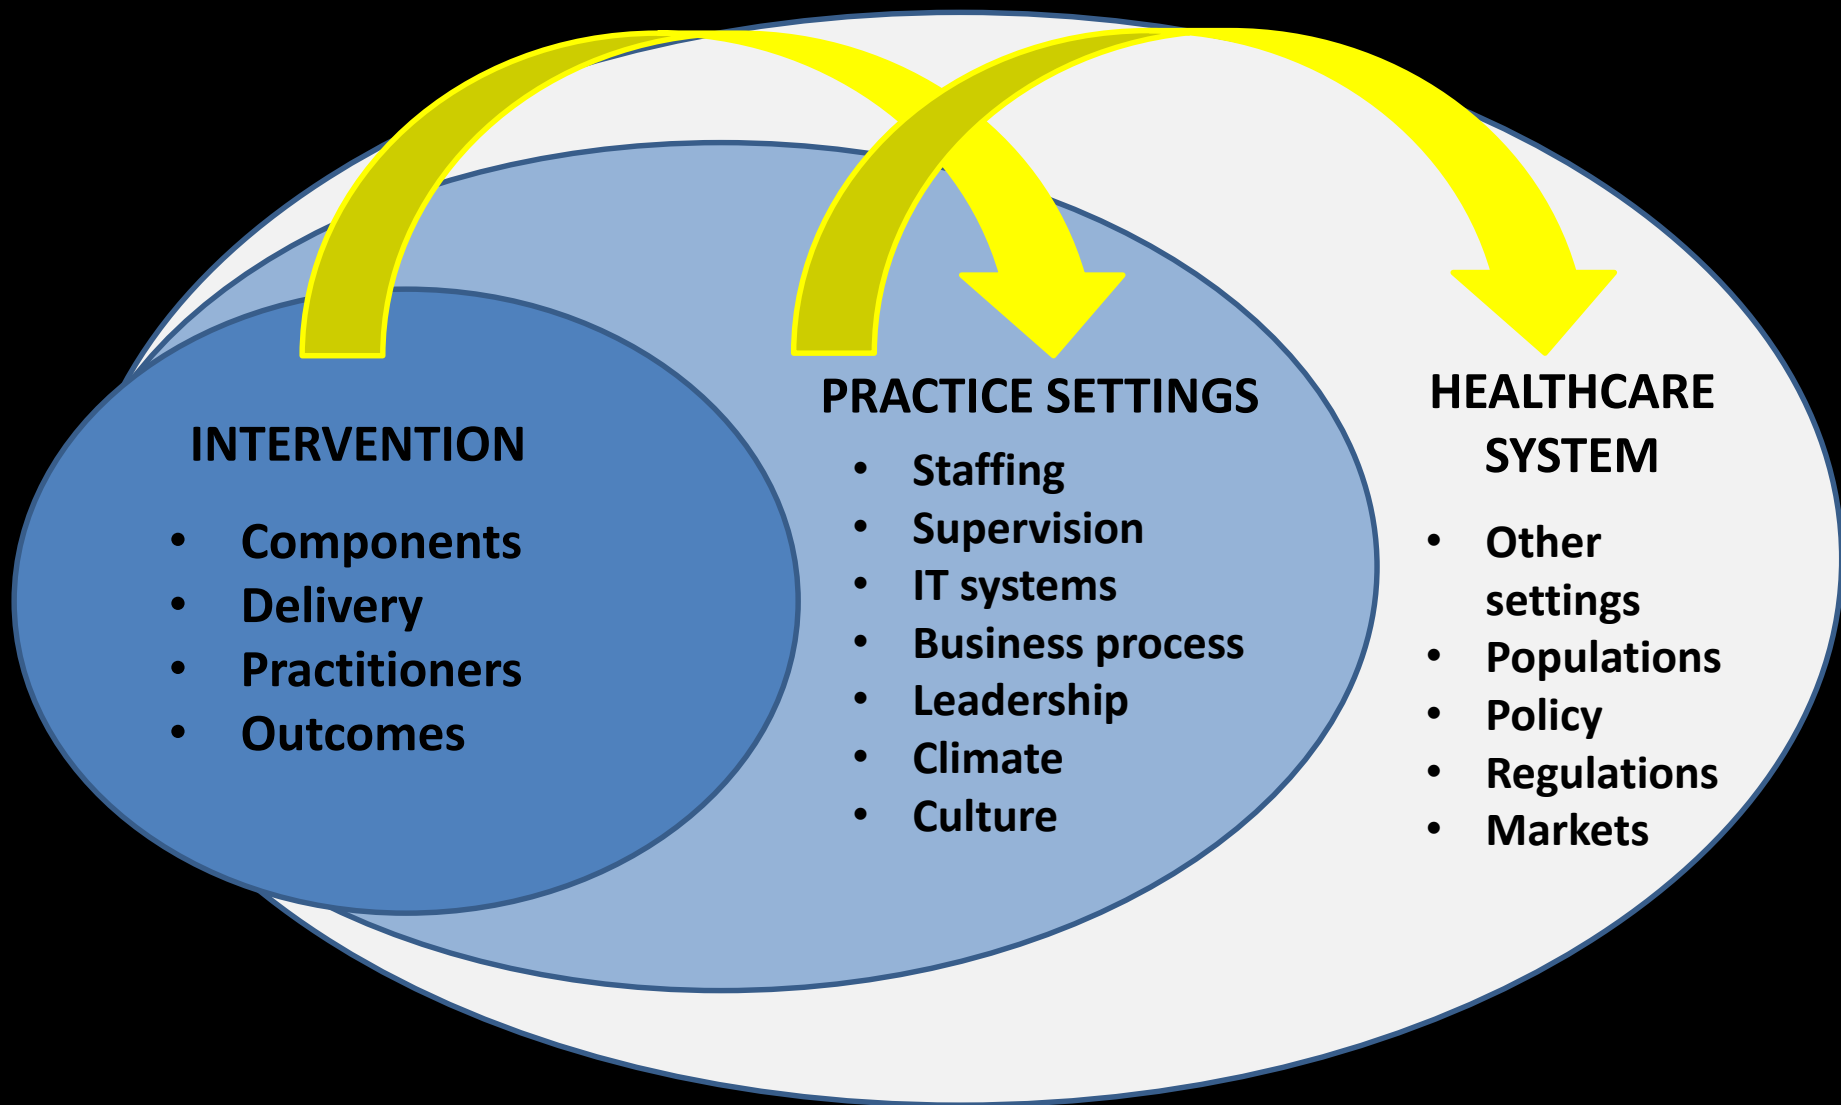 INTERVENTION
• Components
• Delivery
• Practitioners
• Outcomes
PRACTICE SETTINGS
• Staffing
• Supervision
• IT systems
• Business process
• Leadership
• Climate
• Culture
HEALTHCARE
SYSTEM
• Other
settings
• Populations
• Policy
• Regulations
• Markets